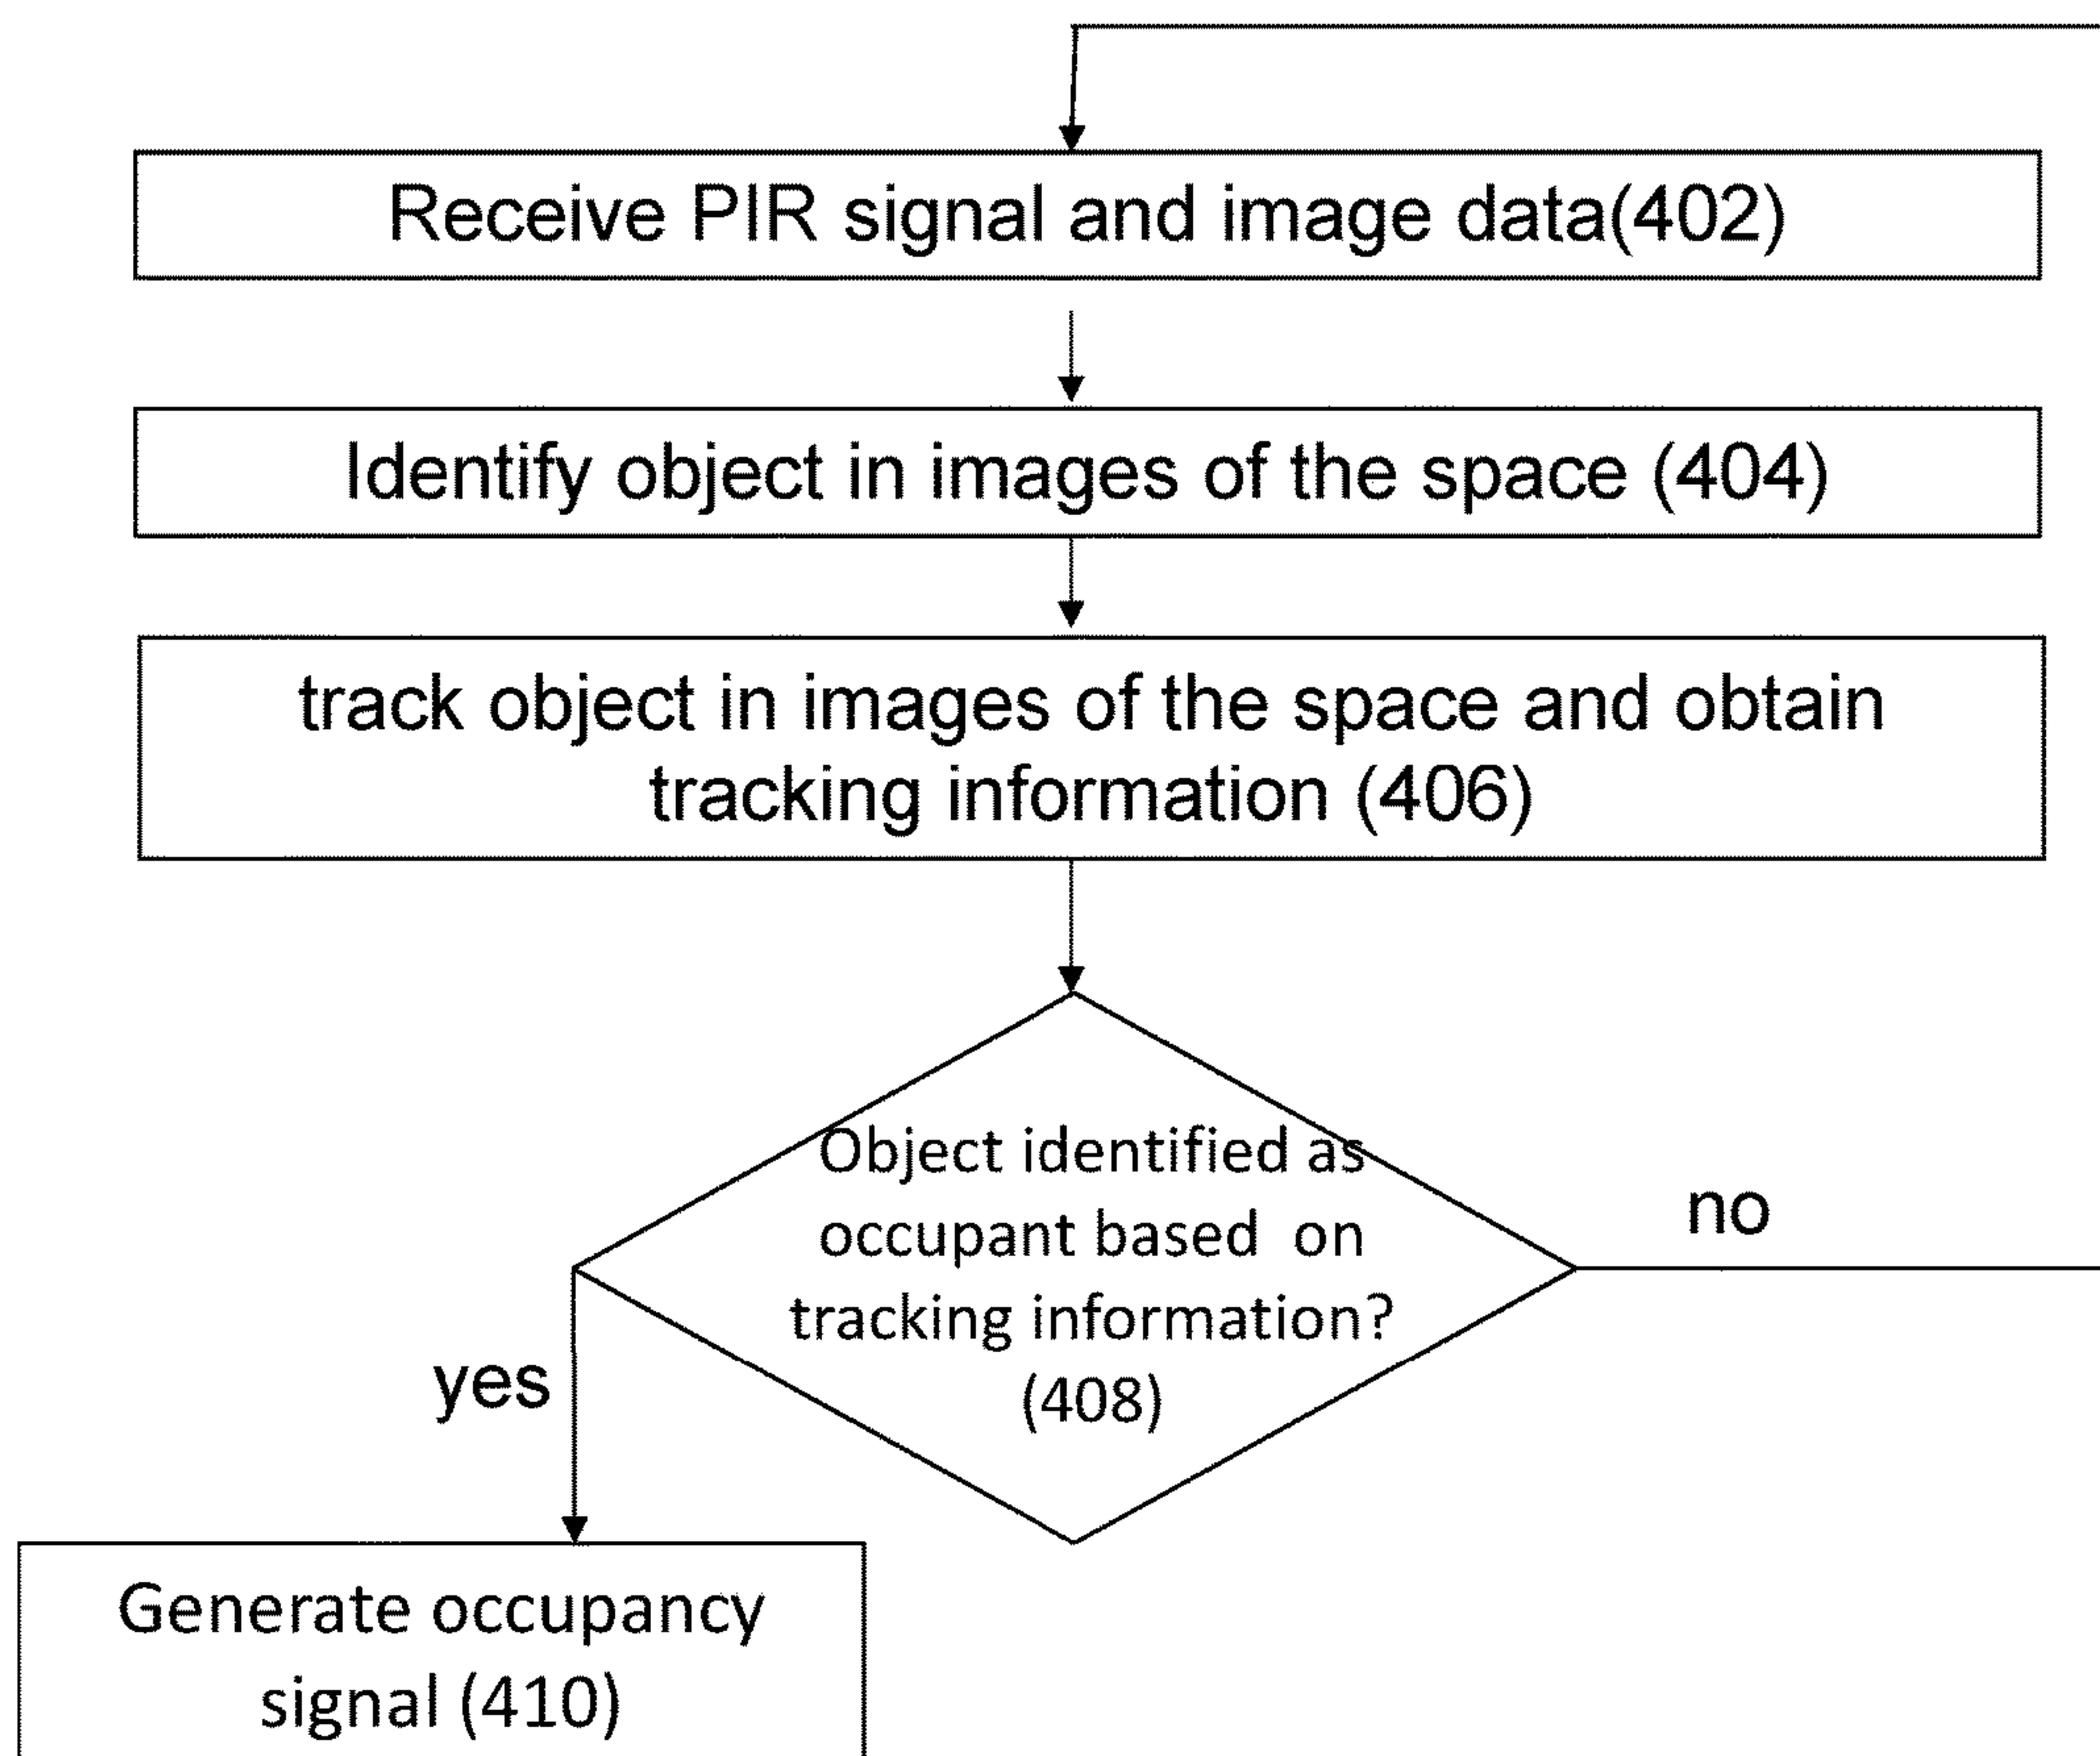 Receive PIR signal and image data(402)
Identify object in images of the space (404)
track object in images of the space and obtain
tracking information (406)
Object identified as
occupant based on
tracking information?
(408)
no
yes
Generate occupancy
signal (410)